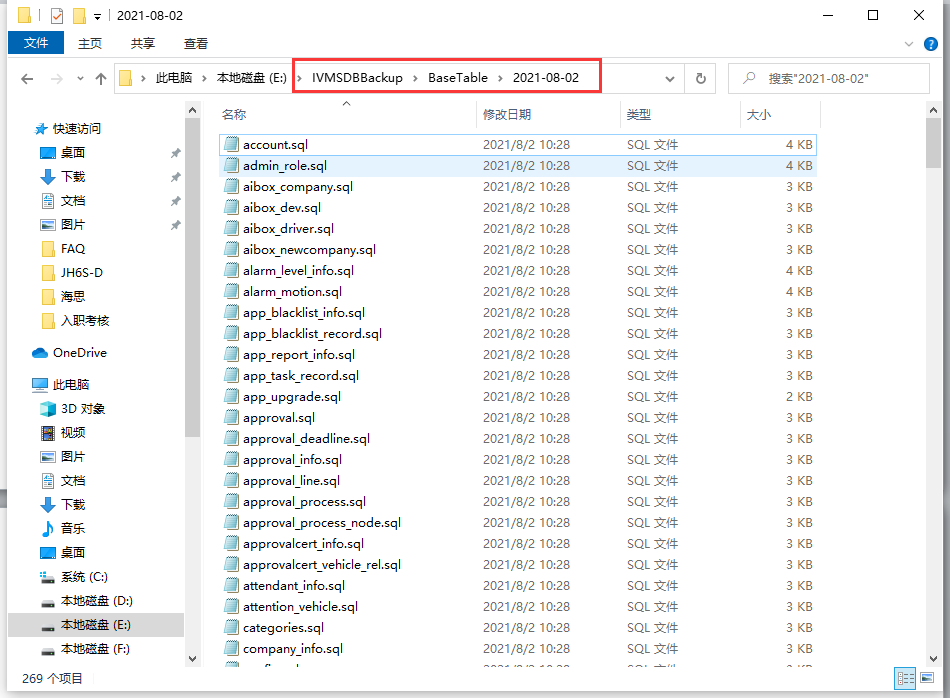 2021-08-02
文件 主页 共享 查看
此电脑 本地磁盘 (E:) IVMSDBBackup BaseTable 2021-08-02 搜索"2021-08-02"
快速访问
桌面
下载
文档
图片
FAQ
JH6S-D
海思
入职考核
OneDrive
此电脑
3D 对象
视频
图片
文档
下载
音乐
桌面
系统 (C:)
本地磁盘 (D:)
本地磁盘 (E:)
本地磁盘 (F:)
名称 修改日期 类型 大小
account.sql 2021/8/2 10:28 SQL 文件 4 KB
admin_role.sql 2021/8/2 10:28 SQL 文件 4 KB
aibox_company.sql 2021/8/2 10:28 SQL 文件 3 KB
aibox_dev.sql 2021/8/2 10:28 SQL 文件 3 KB
aibox_driver.sql 2021/8/2 10:28 SQL 文件 3 KB
aibox_newcompany.sql 2021/8/2 10:28 SQL 文件 3 KB
alarm_level_info.sql 2021/8/2 10:28 SQL 文件 4 KB
alarm_motion.sql 2021/8/2 10:28 SQL 文件 4 KB
app_blacklist_info.sql 2021/8/2 10:28 SQL 文件 3 KB
app_blacklist_record.sql 2021/8/2 10:28 SQL 文件 3 KB
app_report_info.sql 2021/8/2 10:28 SQL 文件 3 KB
app_task_record.sql 2021/8/2 10:28 SQL 文件 3 KB
app_upgrade.sql 2021/8/2 10:28 SQL 文件 2 KB
approval.sql 2021/8/2 10:28 SQL 文件 3 KB
approval_deadline.sql 2021/8/2 10:28 SQL 文件 3 KB
approval_info.sql 2021/8/2 10:28 SQL 文件 3 KB
approval_line.sql 2021/8/2 10:28 SQL 文件 3 KB
approval_process.sql 2021/8/2 10:28 SQL 文件 3 KB
approval_process_node.sql 2021/8/2 10:28 SQL 文件 3 KB
approvalcert_info.sql 2021/8/2 10:28 SQL 文件 3 KB
approvalcert_vehicle_rel.sql 2021/8/2 10:28 SQL 文件 3 KB
attendant_info.sql 2021/8/2 10:28 SQL 文件 3 KB
attention_vehicle.sql 2021/8/2 10:28 SQL 文件 3 KB
categories.sql 2021/8/2 10:28 SQL 文件 3 KB
company_info.sql 2021/8/2 10:28 SQL 文件 3 KB
269 个项目